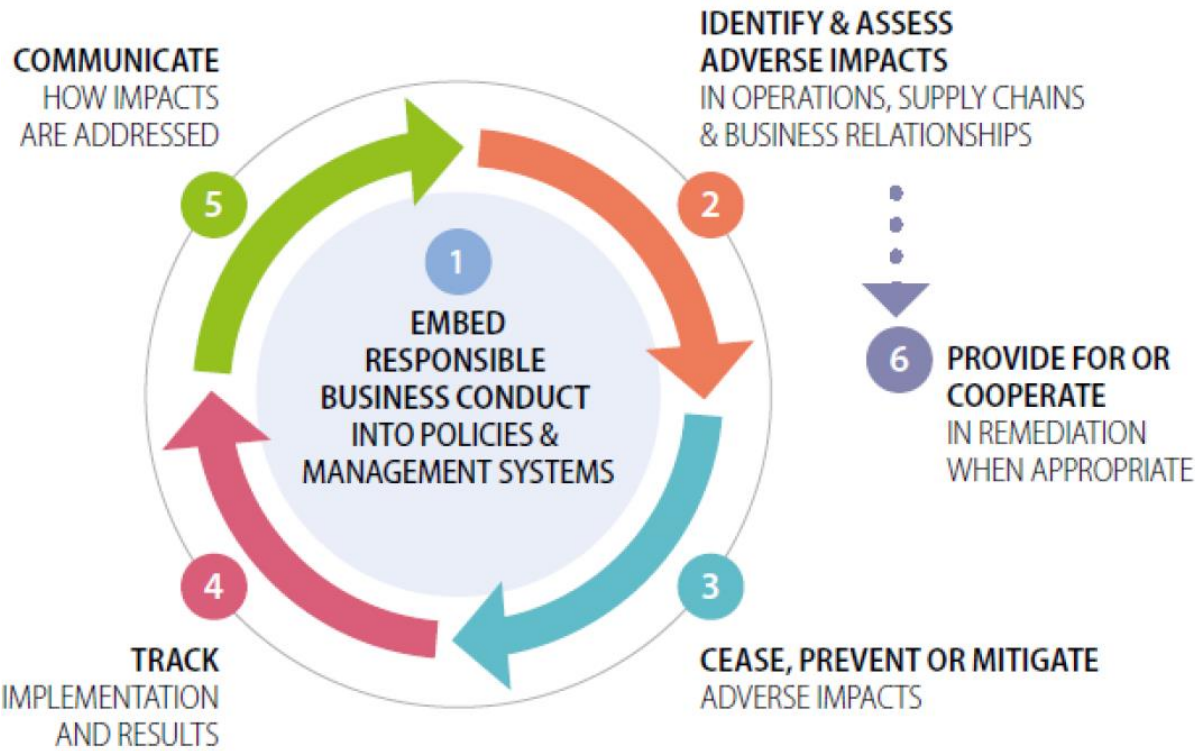 1
EMBED
RESPONSIBLE
BUSINESS CONDUCT
INTO POLICIES &
MANAGEMENT SYSTEMS
2
IDENTIFY & ASSESS
ADVERSE IMPACTS
IN OPERATIONS, SUPPLY CHAINS
& BUSINESS RELATIONSHIPS
3
CEASE, PREVENT OR MITIGATE
ADVERSE IMPACTS
4
TRACK
IMPLEMENTATION
AND RESULTS
5
COMMUNICATE
HOW IMPACTS
ARE ADDRESSED
6
PROVIDE FOR OR
COOPERATE
IN REMEDIATION
WHEN APPROPRIATE